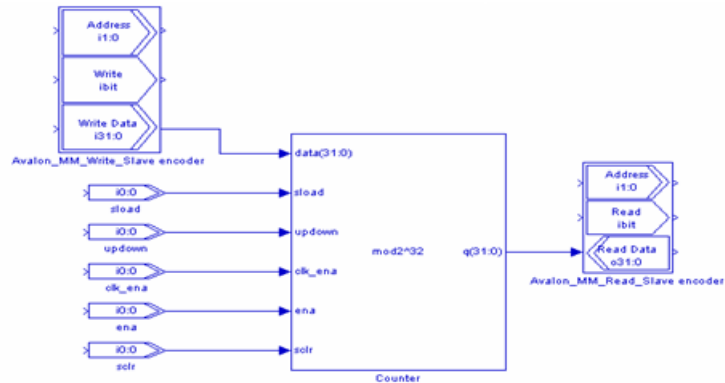 Address
i1:0
Write
ibit
Write Data
i31:0
Avalon_MM_Write_Slave encoder
i0:0
sload
i0:0
updown
i0:0
clk_ena
i0:0
ena
i0:0
sclr
data(31:0)
sload
updown
clk_ena
ena
sclr
mod2^32
q(31:0)
Counter
Address
i1:0
Read
ibit
Read Data
o31:0
Avalon_MM_Read_Slave encoder